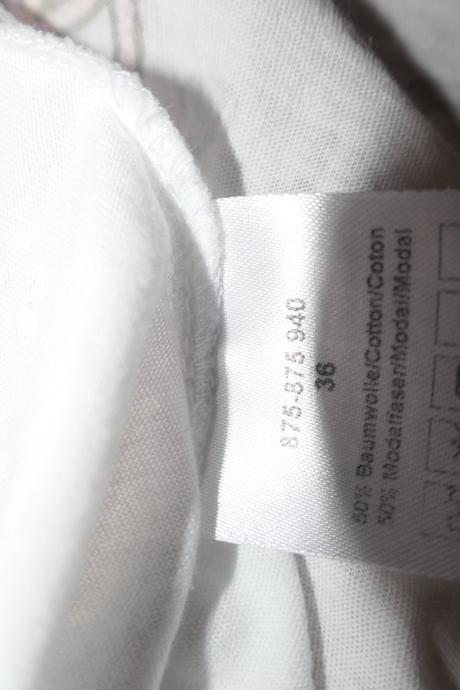 875-875 940
36
50% Baumwolle/Cotton/Coton
50% Modalfaser/Modal/Modal